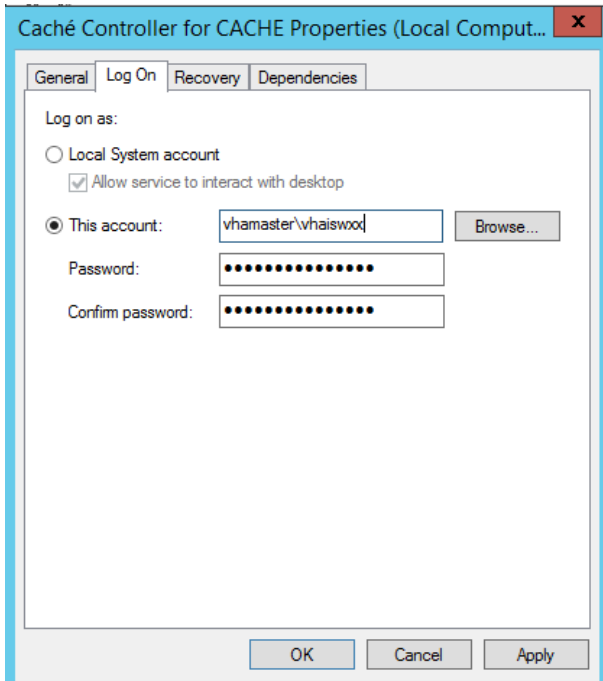 Caché Controller for CACHE Properties (Local Comput... x
General Log On Recovery Dependencies
Log on as:
Local System account
Allow service to interact with desktop
This account: vhamaster\vhaiswxx Browse...
Password: ●●●●●●●●●●●●●●●
Confirm password: ●●●●●●●●●●●●●●●
OK Cancel Apply